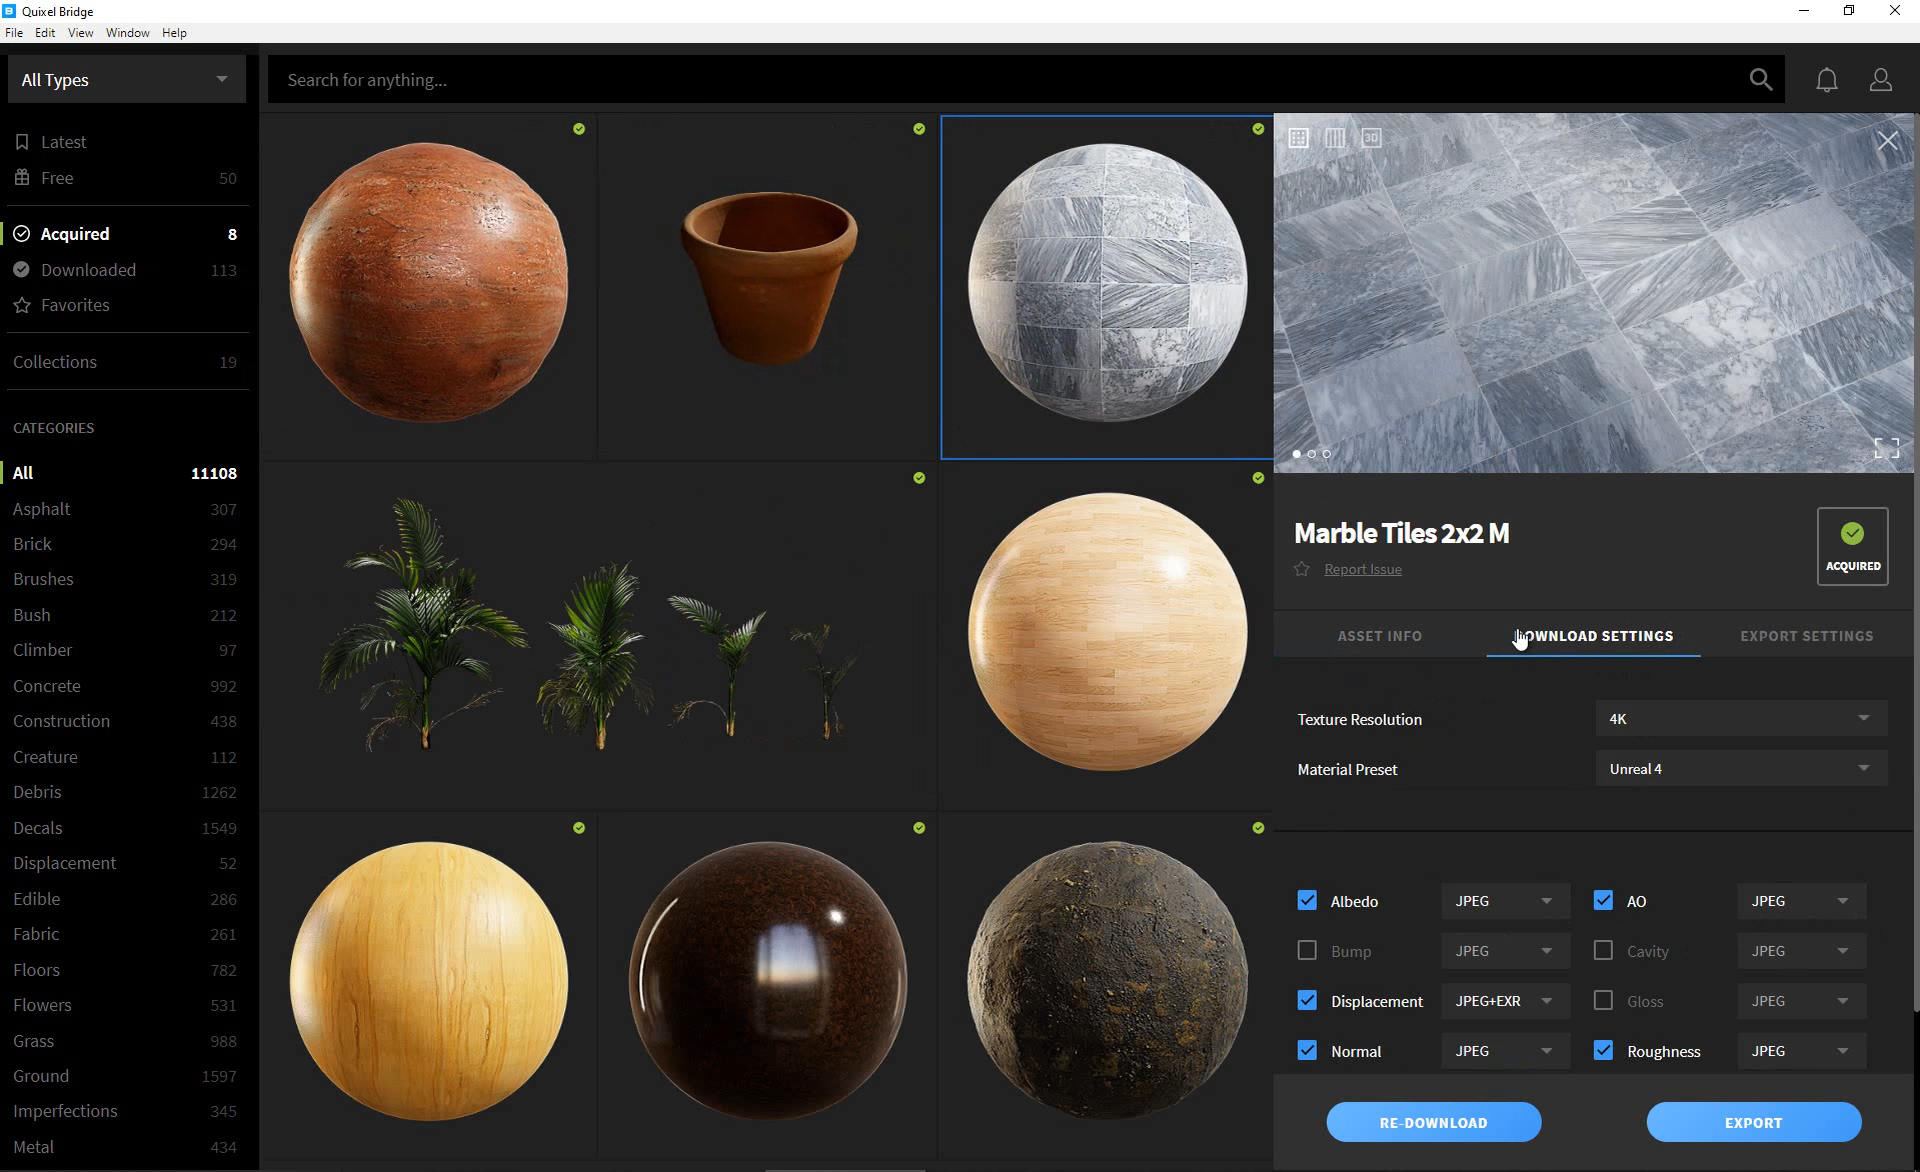 Quixel Bridge
File Edit View Window Help
All Types
Search for anything...
Latest
Free 50
Acquired 8
Downloaded 113
Favorites
Collections 19
CATEGORIES
All 11108
Asphalt 307
Brick 294
Brushes 319
Bush 212
Climber 97
Concrete 992
Construction 438
Creature 112
Debris 1262
Decals 1549
Displacement 52
Edible 286
Fabric 261
Floors 782
Flowers 531
Grass 988
Ground 1597
Imperfections 345
Metal 434
3D
Marble Tiles 2x2 M
Report Issue
ACQUIRED
ASSET INFO DOWNLOAD SETTINGS EXPORT SETTINGS
Texture Resolution 4K
Material Preset Unreal 4
Albedo JPEG AO JPEG
Bump JPEG Cavity JPEG
Displacement JPEG+EXR Gloss JPEG
Normal JPEG Roughness JPEG
RE-DOWNLOAD EXPORT